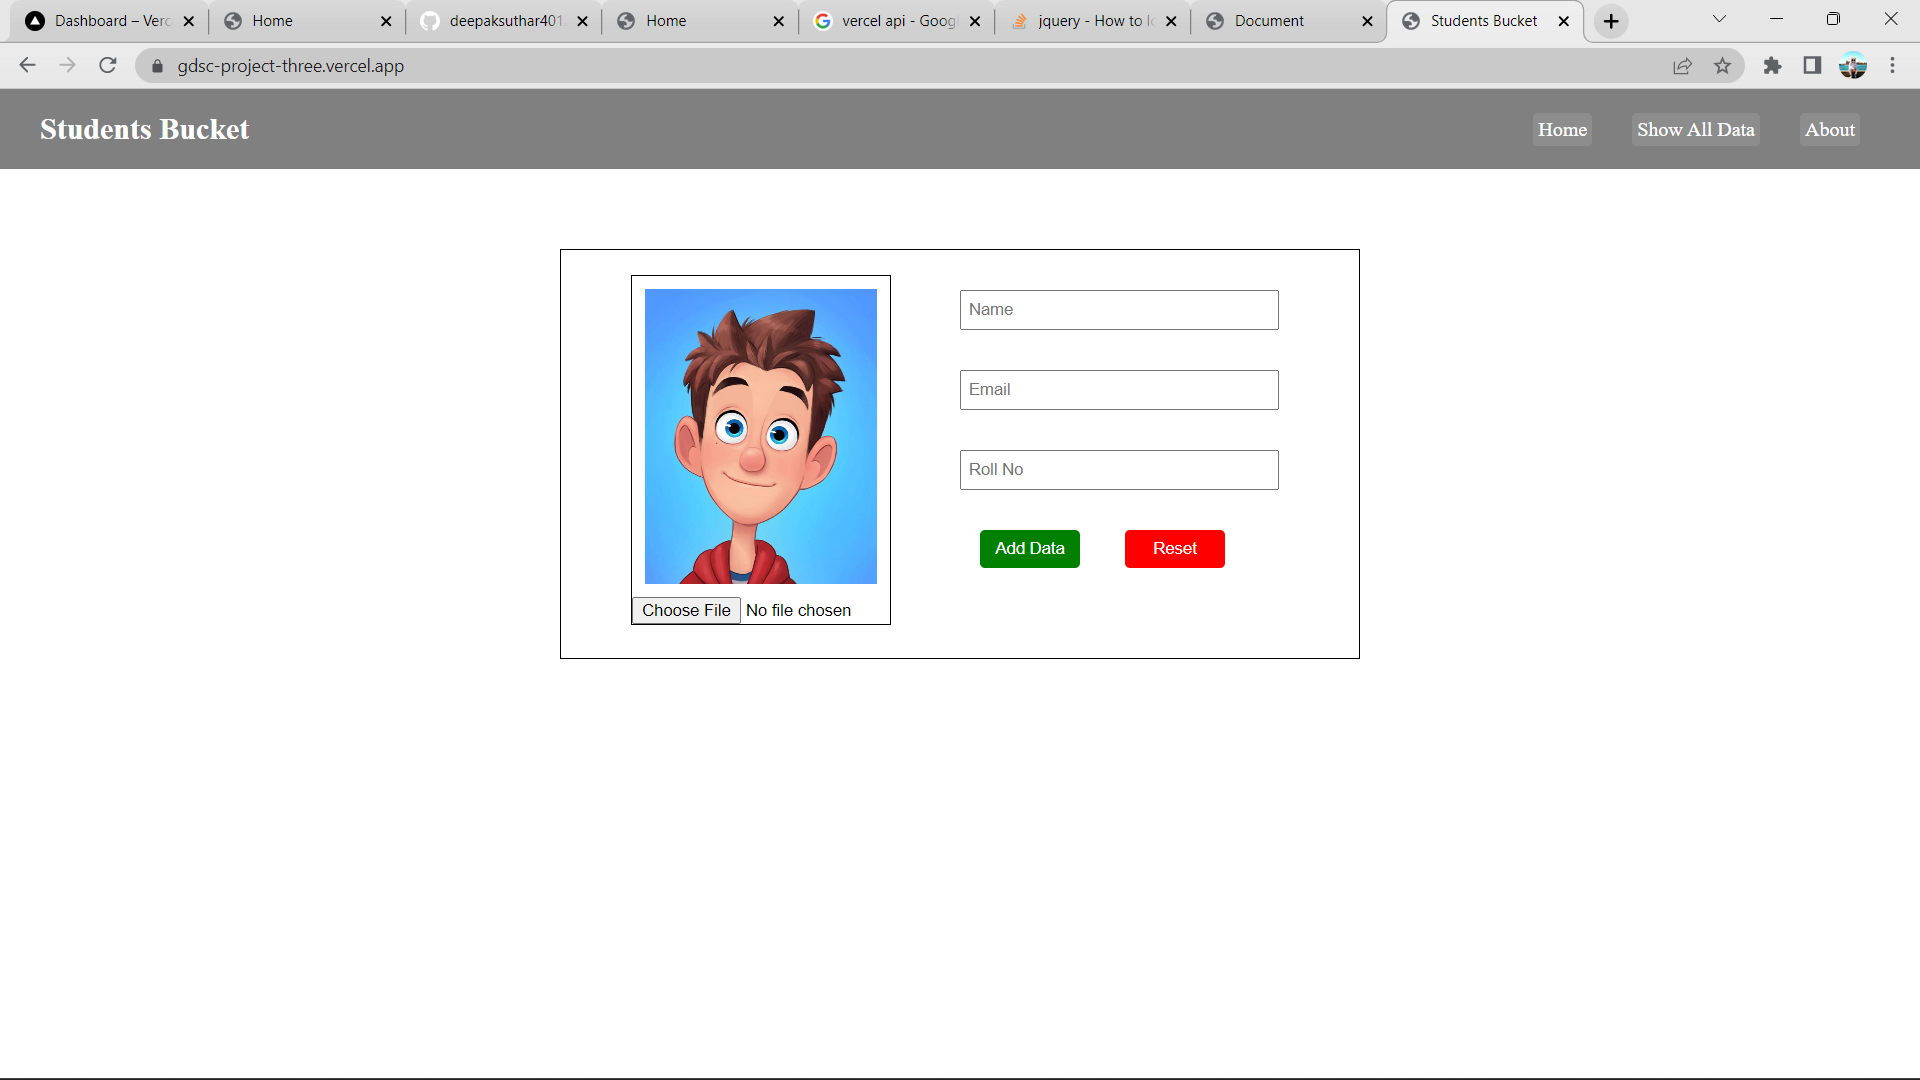 Dashboard – Verc
Home
deepaksuthar401
Home
vercel api - Goog
jquery - How to lo
Document
Students Bucket
gdsc-project-three.vercel.app
Students Bucket
Home
Show All Data
About
Name
Email
Roll No
Add Data
Reset
Choose File No file chosen